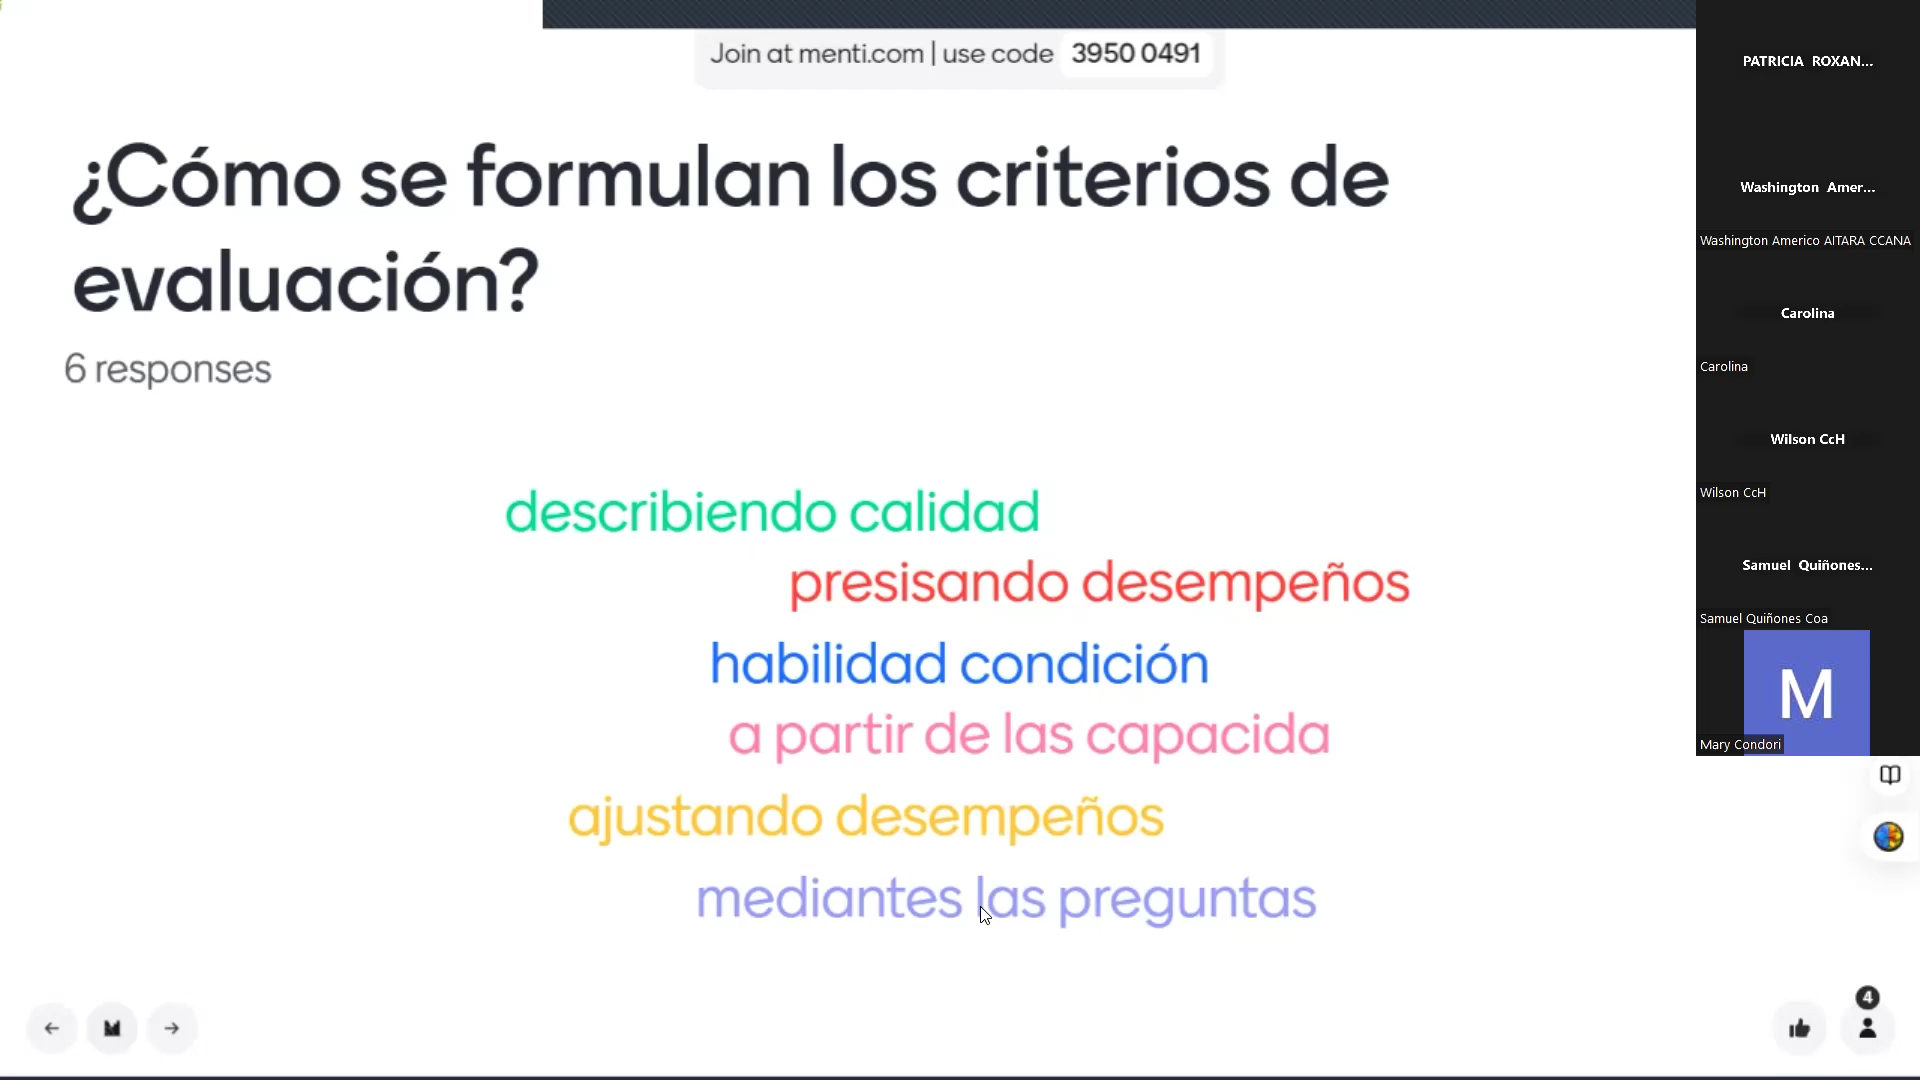 Join at menti.com | use code 3950 0491
¿Cómo se formulan los criterios de
evaluación?
6 responses
describiendo calidad
presisando desempeños
habilidad condición
a partir de las capacida
ajustando desempeños
mediantes las preguntas
4
PATRICIA ROXAN...
Washington Amer...
Washington Americo AITARA CCANA
Carolina
Carolina
Wilson CcH
Wilson CcH
Samuel Quiñones...
Samuel Quiñones Coa
M
Mary Condori